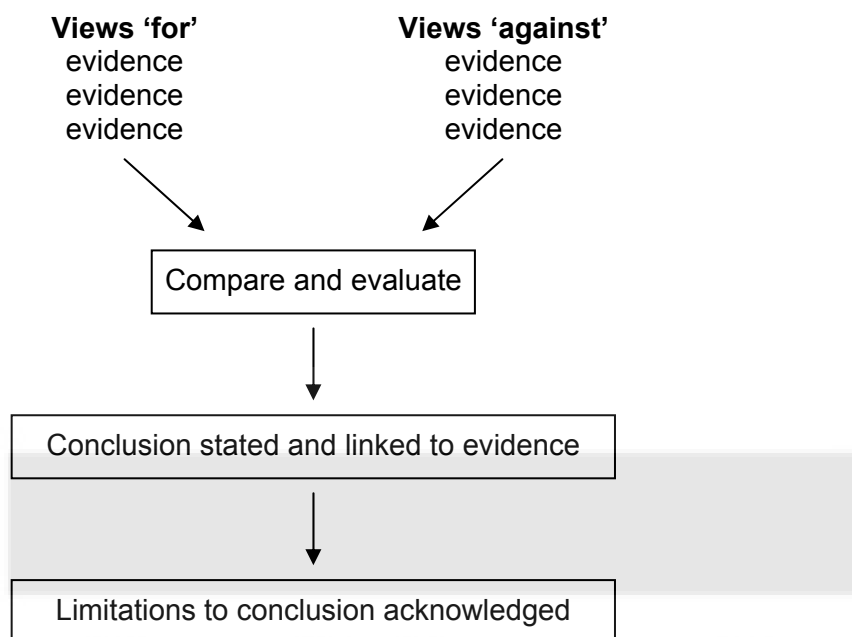 Views ‘for’
evidence
evidence
evidence
Views ‘against’
evidence
evidence
evidence
Compare and evaluate
Conclusion stated and linked to evidence
Limitations to conclusion acknowledged